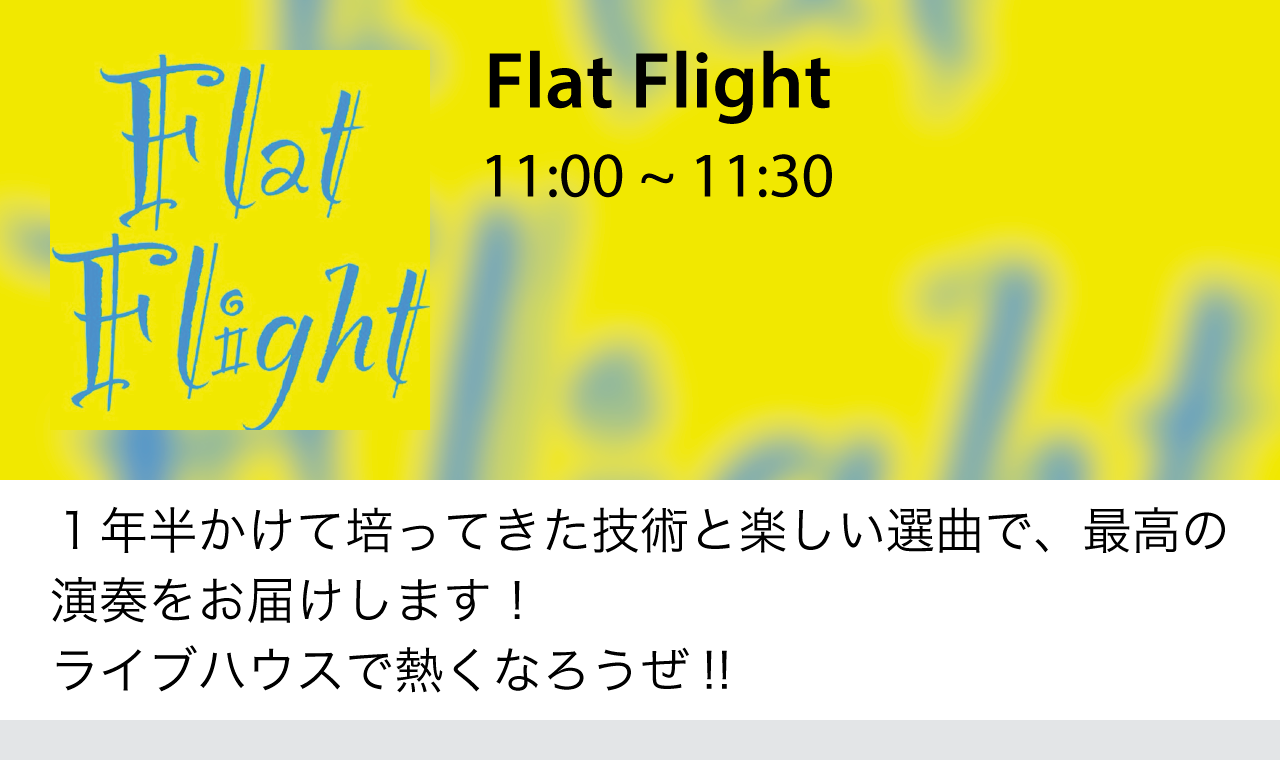 Flat
Flight
Flat Flight
11:00 ~ 11:30
１年半かけて培ってきた技術と楽しい選曲で、最高の
演奏をお届けします！
ライブハウスで熱くなろうぜ !!